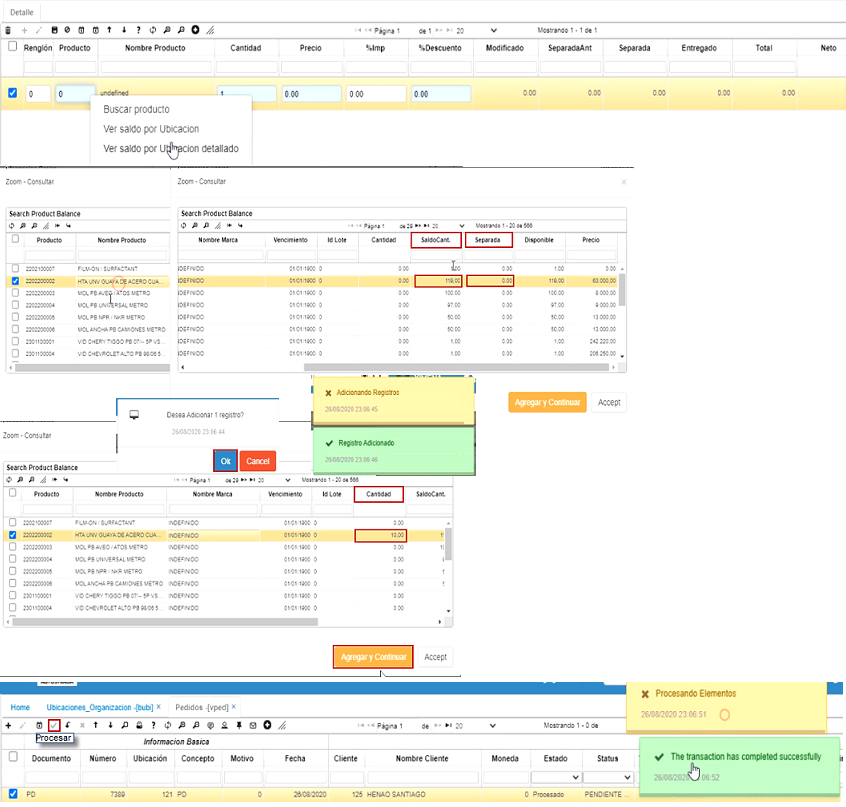 Detalle
Página 1 de 1 20 Mostrando 1 - 1 de 1
Renglón Producto Nombre Producto Cantidad Precio %Imp %Dscuento Modificado SeparadaAnt Separada Entregado Total Neto
0 0 undefined 1 0.00 0.00 0.00 0.00 0.00 0.00 0.00 0.00
Buscar producto
Ver saldo por Ubicacion
Ver saldo por Ubicacion detallado
Zoom - Consultar Zoom - Consultar x
Search Product Balance Search Product Balance
Página 1 de 29 20 Mostrando 1 - 20 de 566
Producto Nombre Producto Nombre Marca Vencimiento Id Lote Cantidad SaldoCant. Separada Disponible Precio
2202100007 FILM-ON / SURFACTANT INDEFINIDO 01/01/1900 0 0.00 0.00 1.00 0.00
2202200002 HTA UNV GUAYA DE ACERO CUA... INDEFINIDO 01/01/1900 0 0.00 119.00 0.00 119.00 63.000,00
2202200003 MOL PB AVEO / ATOS METRO INDEFINIDO 01/01/1900 0 0.00 100.00 0.00 100.00 8.000,00
2202200004 MOL PB UNIVERSAL METRO INDEFINIDO 01/01/1900 0 0.00 97.00 0.00 97.00 9.000,00
2202200005 MOL PB NPR / NKR METRO INDEFINIDO 01/01/1900 0 0.00 50.00 0.00 50.00 13.000,00
2202200006 MOL ANCHA PB CAMIONES METRO INDEFINIDO 01/01/1900 0 0.00 50.00 0.00 50.00 13.000,00
2301100001 VID CHERY TIGGO PB 07/-- 5P VS... INDEFINIDO 01/01/1900 0 0.00 1.00 0.00 1.00 242.220,00
2301100004 VID CHEVROLET ALTO PB 98/06 5... INDEFINIDO 01/01/1900 0 0.00 1.00 0.00 1.00 206.250,00
Agregar y Continuar Accept
Desea Adicionar 1 registro?
26/08/2020 23:06:44
Ok Cancel
Adicionando Registros
26/08/2020 23:06:45
Registro Adicionado
26/08/2020 23:06:46
Zoom - Consultar
Search Product Balance
Página 1 de 29 20 Mostrando 1 - 20 de 566
Producto Nombre Producto Nombre Marca Vencimiento Id Lote Cantidad SaldoCant.
2202100007 FILM-ON / SURFACTANT INDEFINIDO 01/01/1900 0 0.00
2202200002 HTA UNV GUAYA DE ACERO CUA... INDEFINIDO 01/01/1900 0 10.00
2202200003 MOL PB AVEO / ATOS METRO INDEFINIDO 01/01/1900 0 0.00
2202200004 MOL PB UNIVERSAL METRO INDEFINIDO 01/01/1900 0 0.00
2202200005 MOL PB NPR / NKR METRO INDEFINIDO 01/01/1900 0 0.00
2202200006 MOL ANCHA PB CAMIONES METRO INDEFINIDO 01/01/1900 0 0.00
2301100001 VID CHERY TIGGO PB 07/-- 5P VS... INDEFINIDO 01/01/1900 0 0.00
2301100004 VID CHEVROLET ALTO PB 98/06 5... INDEFINIDO 01/01/1900 0 0.00
Agregar y Continuar Accept
Home Ubicaciones_Organizacion -[bubi] x Pedidos -[vped] x
Página 1 de 20 Mostrando 1 - 0 de
Procesar
Informacion Basica
Documento Número Ubicación Concepto Motivo Fecha Cliente Nombre Cliente Moneda Estado Status
PD 7389 121 PD 0 26/08/2020 125 HENAO SANTIAGO 0 Procesado PENDIENTE ...
Procesando Elementos
26/08/2020 23:06:51
The transaction has completed successfully
26/08/2020 06:52